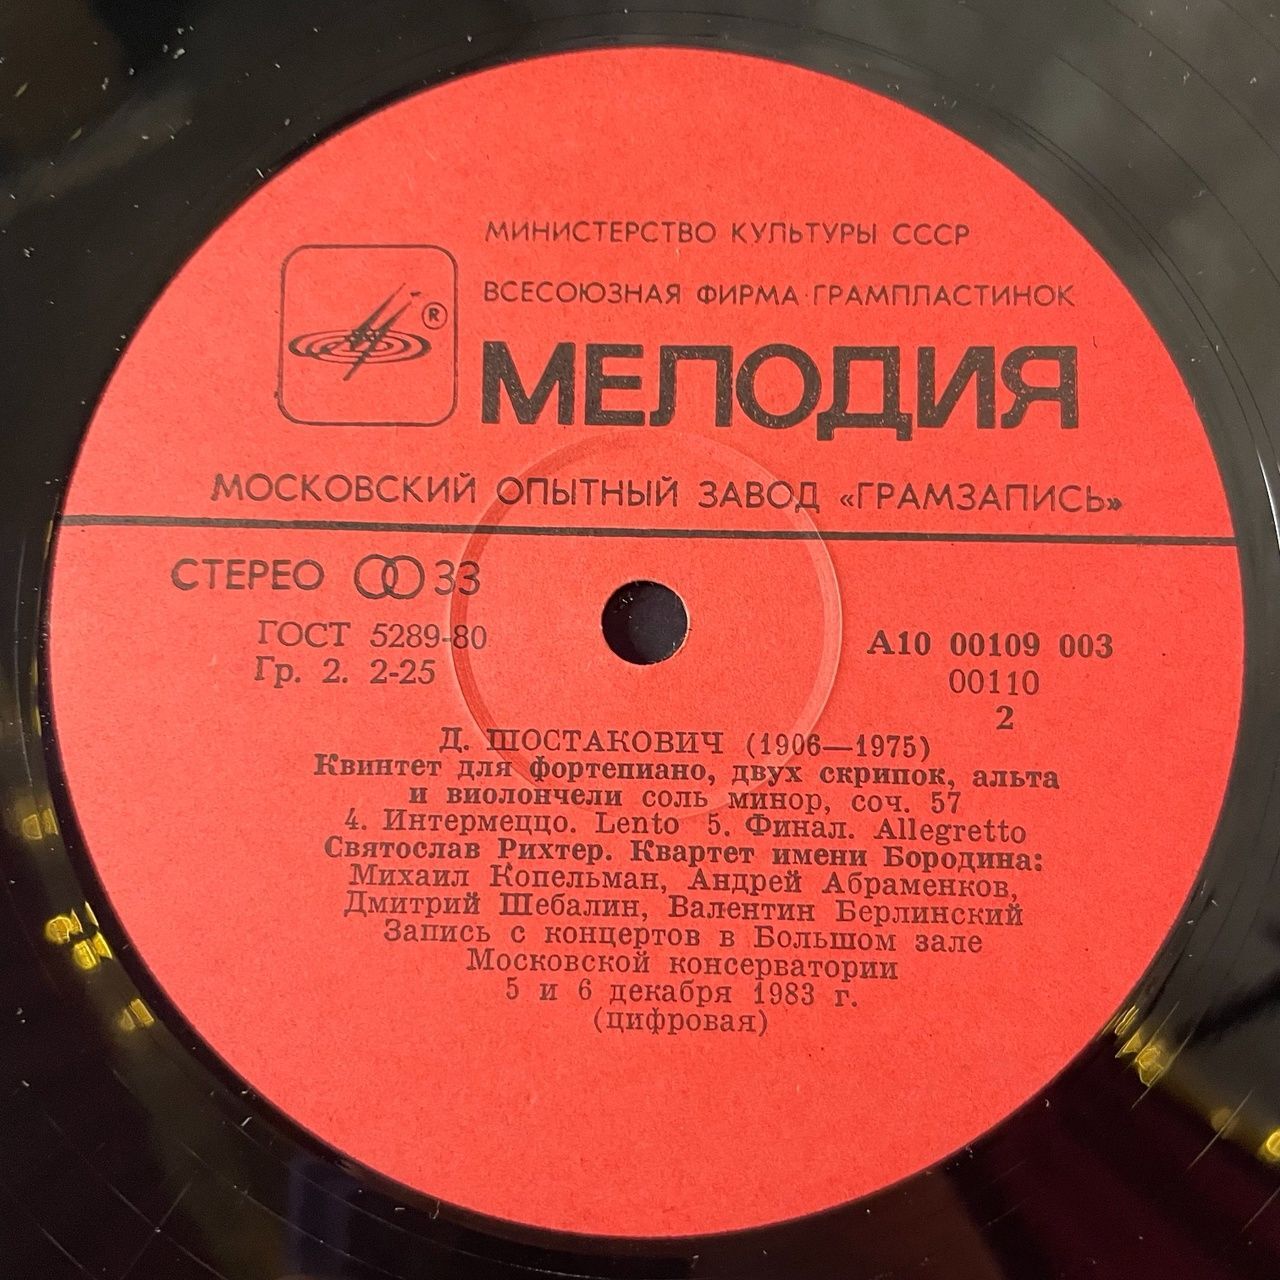 МИНИСТЕРСТВО КУЛЬТУРЫ СССР
ВСЕСОЮЗНАЯ ФИРМА ГРАМПЛАСТИНОК
®
МЕЛОДИЯ
МОСКОВСКИЙ ОПЫТНЫЙ ЗАВОД «ГРАМЗАПИСЬ»
СТЕРЕО 33
ГОСТ 5289-80
Гр. 2. 2-25
А10 00109 003
00110
2
Д. ШОСТАКОВИЧ (1906—1975)
Квинтет для фортепиано, двух скрипок, альта
и виолончели соль минор, соч. 57
4. Интермеццо. Lento 5. Финал. Allegretto
Святослав Рихтер. Квартет имени Бородина:
Михаил Копельман, Андрей Абраменков,
Дмитрий Шебалин, Валентин Берлинский
Запись с концертов в Большом зале
Московской консерватории
5 и 6 декабря 1983 г.
(цифровая)